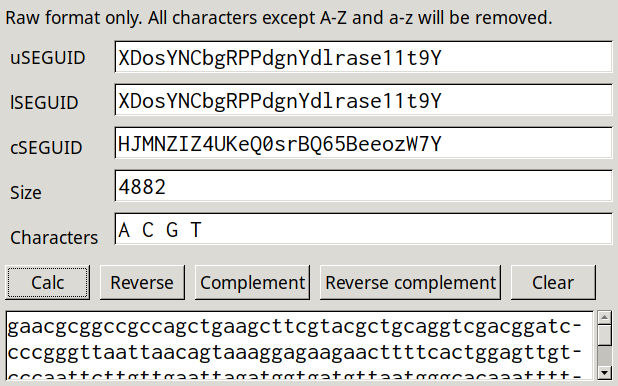 Raw format only. All characters except A-Z and a-z will be removed.
uSEGUID XDosYNCbgRPPdgnYdlrase11t9Y
lSEGUID XDosYNCbgRPPdgnYdlrase11t9Y
cSEGUID HJMNZIZ4UKeQ0srBQ65BeeozW7Y
Size 4882
Characters A C G T
Calc Reverse Complement Reverse complement Clear
gaacgcggccgccagctgaagcttcgtacgctgcaggtcgacggatc-
cccgggttaattaacagtaaaggagaagaacttttcactggagttgt-
cccaattcttgttgaattagatggtgatgttaatgggcacaaatttt-